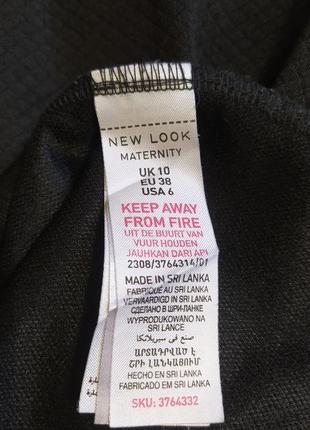 NEW LOOK
MATERNITY
UK 10
EU 38
USA 6
KEEP AWAY
FROM FIRE
UIT DE BUURT VAN
VUUR HOUDEN
JAUHKAN DARI API
2308/3764314/01
MADE IN SRI LANKA
FABRIQUÉ AU SRI LANKA
VERVAARDIGD IN SRI LANKA
СДЕЛАНО В ШРИ-ЛАНКЕ
WYPRODUKOWANO NA
SRI LANCE
صنع في سيريلانكا
ԱՐՏԱԴՐՎԱԾ Է
ՇՐԻ ԼԱՆԿԱՅՈՒՄ
HECHO EN SRI LANKA
FABRICADO EM SRI LANKA
SKU: 3764332